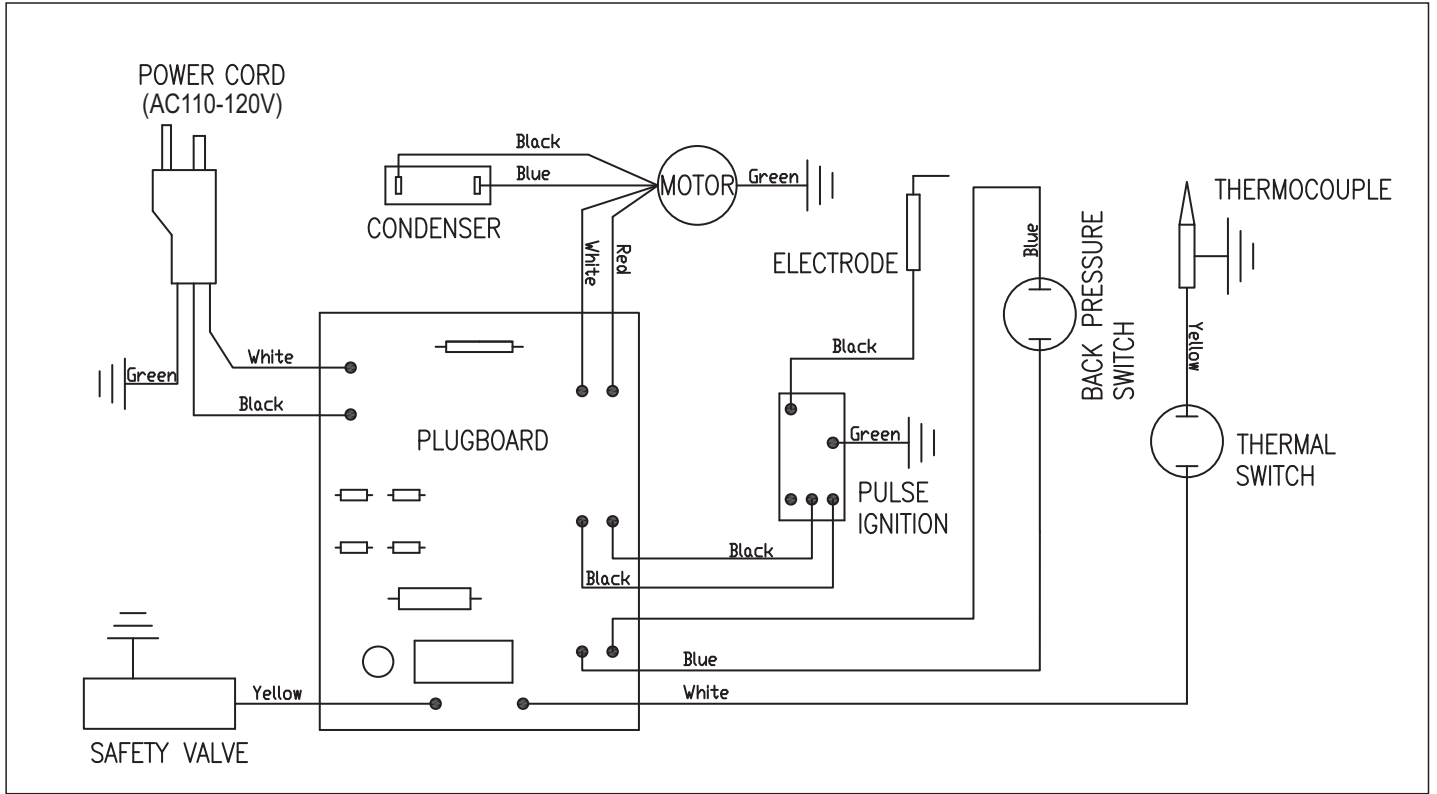 POWER CORD
(AC110-120V)
Black
Blue
CONDENSER
MOTOR
Green
White
Red
ELECTRODE
Blue
BACK PRESSURE
SWITCH
THERMOCOUPLE
Yellow
THERMAL
SWITCH
White
Green
Black
PLUGBOARD
Black
Green
PULSE
IGNITION
Black
Black
Blue
White
Yellow
SAFETY VALVE